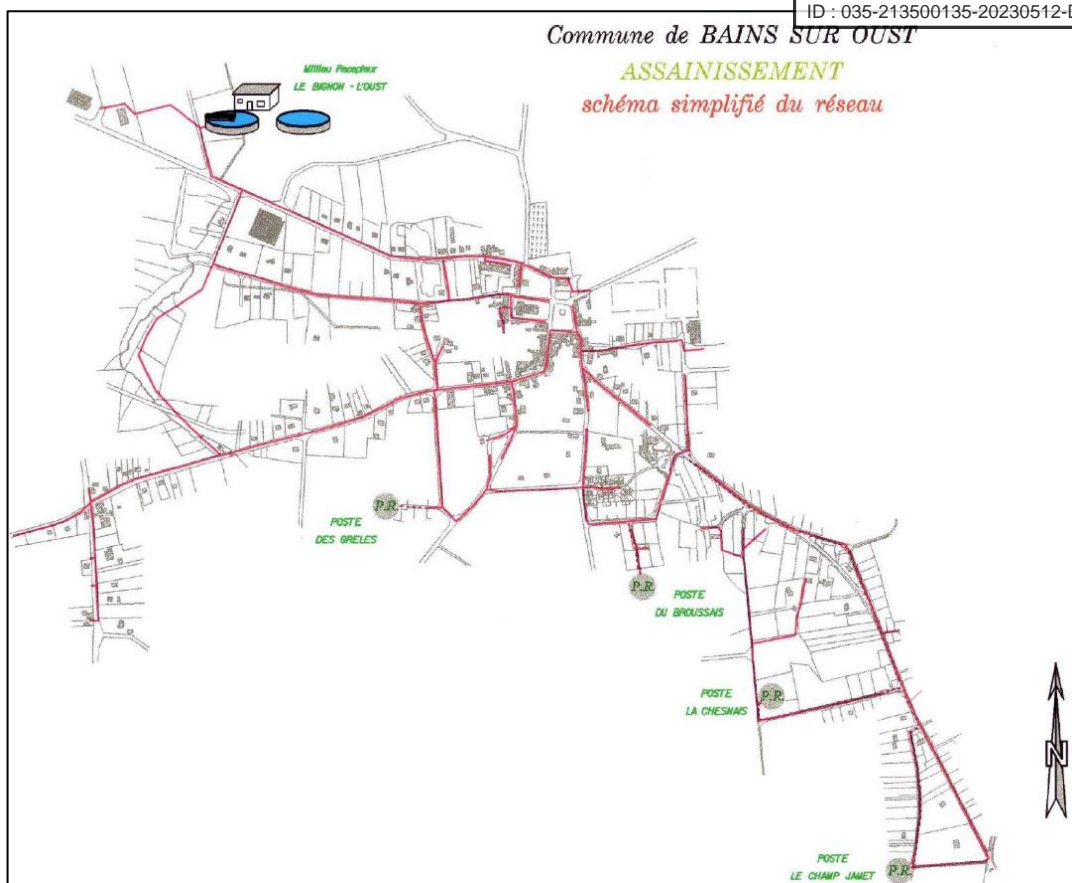 ID : 035-213500135-20230512-
Commune de BAINS SUR OUST
ASSAINISSEMENT
schéma simplifié du réseau
Milieu Recepteur
LE BIGNON - L'OUST
P.R.
POSTE
DES GRELES
P.R.
POSTE
DU BROUSSAIS
POSTE
LA CHESNAIS
P.R.
N
POSTE
LE CHAMP JAMET
P.R.